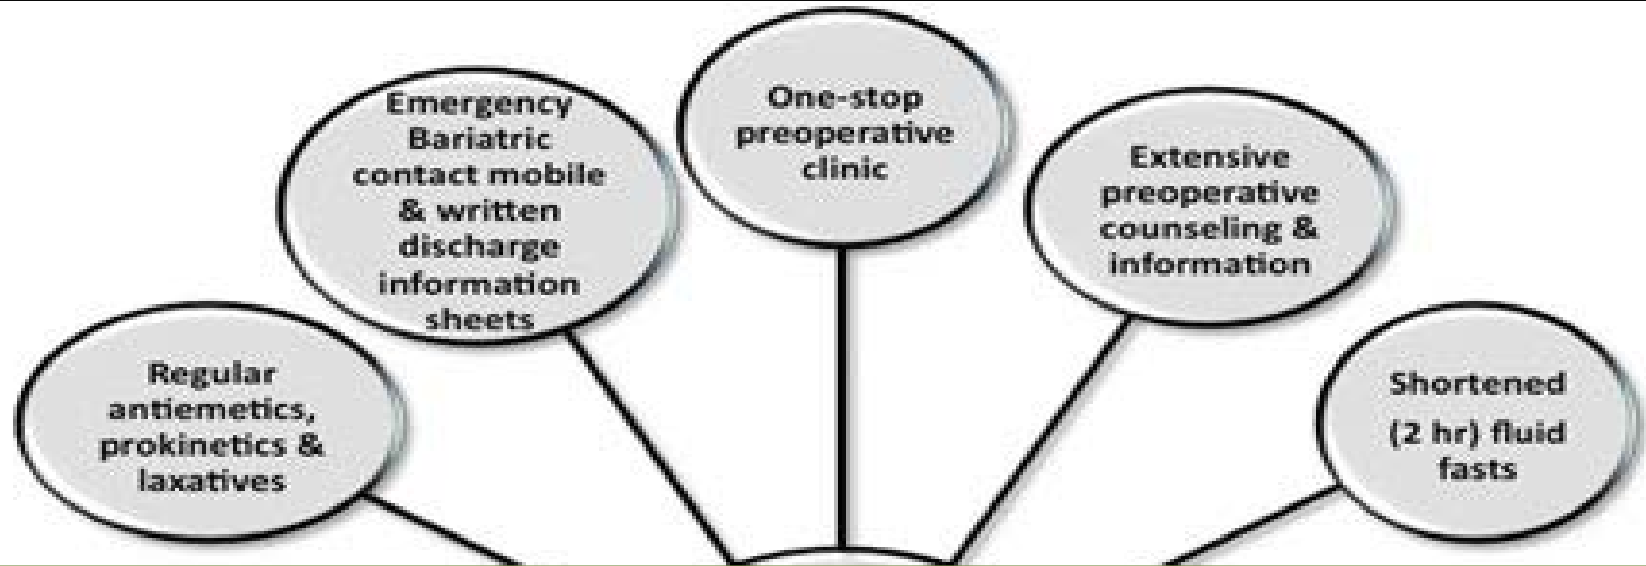 Emergency
Bariatric
contact mobile
& written
discharge
information
sheets
One-stop
preoperative
clinic
Extensive
preoperative
counseling &
information
Regular
antiemetics,
prokinetics &
laxatives
Shortened
(2 hr) fluid
fasts